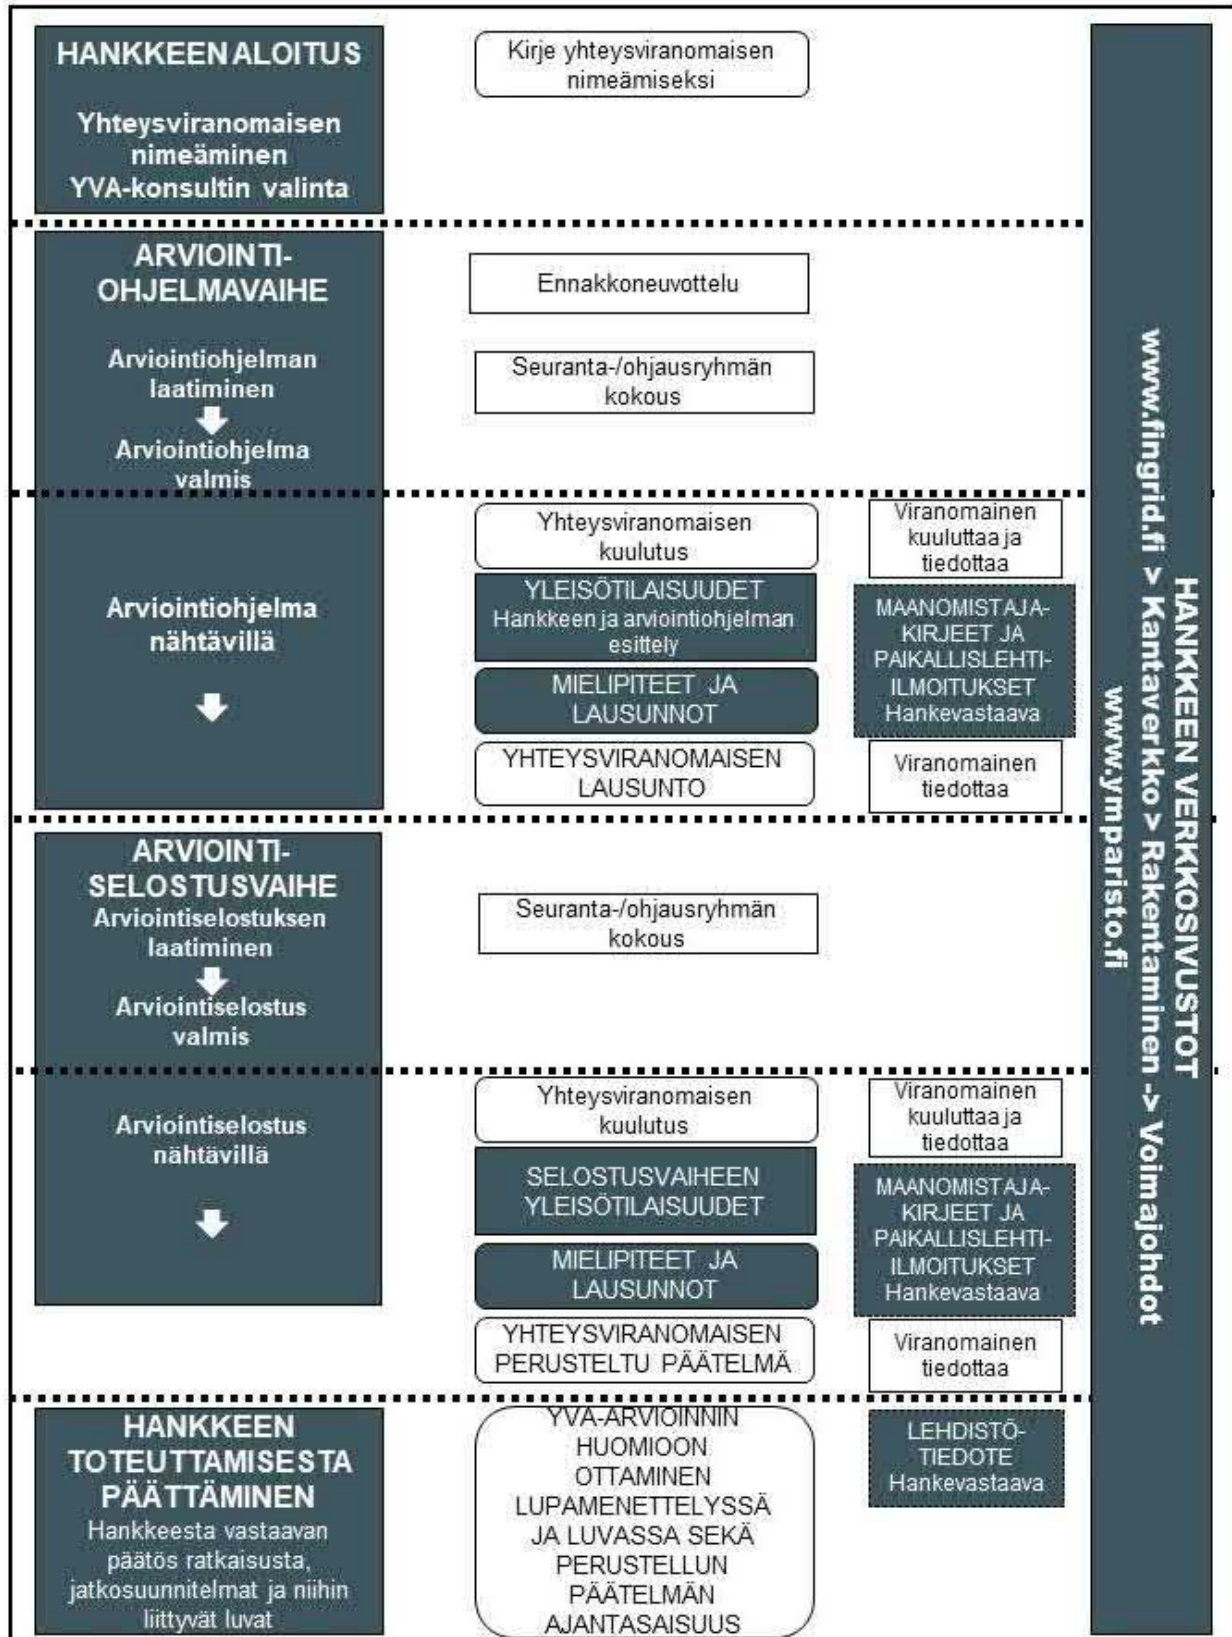 HANKKEEN ALOITUS
Yhteysviranomaisen
nimeäminen
YVA-konsultin valinta
Kirje yhteysviranomaisen
nimeämiseksi
ARVIOINTI-
OHJELMAVAIHE
Arviointiohjelman
laatiminen
Arviointiohjelma
valmis
Ennakkoneuvottelu
Seuranta-/ohjausryhmän
kokous
Arviointiohjelma
nähtävillä
Yhteysviranomaisen
kuulutus
YLEISÖTILAISUUDET
Hankkeen ja arviointiohjelman
esittely
MIELIPITEET JA
LAUSUNNOT
YHTEYSVIRANOMAISEN
LAUSUNTO
Viranomainen
kuuluttaa ja
tiedottaa
MAANOMISTAJA-
KIRJEET JA
PAIKALLISLEHTI-
ILMOITUKSET
Hankevastaava
Viranomainen
tiedottaa
ARVIOINTI-
SELOSTUSVAIHE
Arviointiselostuksen
laatiminen
Arviointiselostus
valmis
Seuranta-/ohjausryhmän
kokous
Arviointiselostus
nähtävillä
Yhteysviranomaisen
kuulutus
SELOSTUSVAIHEEN
YLEISÖTILAISUUDET
MIELIPITEET JA
LAUSUNNOT
YHTEYSVIRANOMAISEN
PERUSTELTU PÄÄTELMÄ
Viranomainen
kuuluttaa ja
tiedottaa
MAANOMISTAJA-
KIRJEET JA
PAIKALLISLEHTI-
ILMOITUKSET
Hankevastaava
Viranomainen
tiedottaa
HANKKEEN
TOTEUTTAMISESTA
PÄÄTTÄMINEN
Hankkeesta vastaavan
päätös ratkaisusta,
jatkosuunnitelmat ja niihin
liittyvät luvat
YVA-ARVIOINNIN
HUOMIOON
OTTAMINEN
LUPAMENETTELYSSÄ
JA LUVASSA SEKÄ
PERUSTELLUN
PÄÄTELMÄN
AJANTASAISUUS
LEHDISTÖ-
TIEDOTE
Hankevastaava
HANKKEEN VERKKOSIVUSTOT
www.fingrid.fi > Kantaverkko > Rakentaminen -> Voimajohdot
www.ymparisto.fi